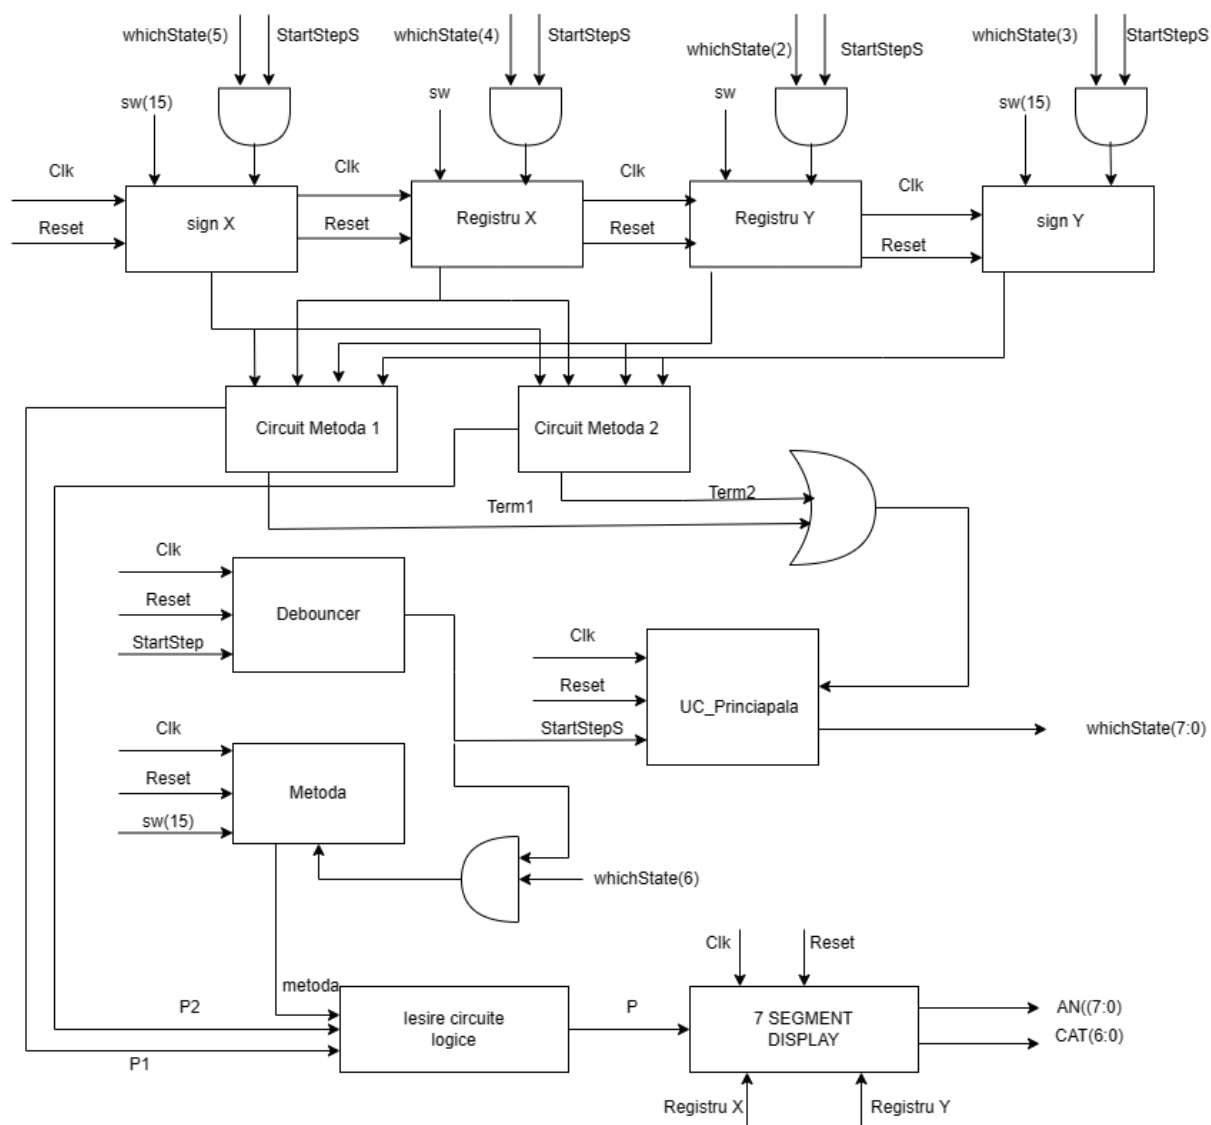 whichState(5)
StartStepS
whichState(4)
StartStepS
whichState(2)
StartStepS
whichState(3)
StartStepS
sw(15)
sw
sw
sw(15)
Clk
Clk
Clk
Clk
Reset
sign X
Reset
Registru X
Reset
Registru Y
Reset
sign Y
Circuit Metoda 1
Circuit Metoda 2
Term1
Term2
Clk
Reset
StartStep
Debouncer
Clk
Reset
StartStepS
UC_Princiapala
whichState(7:0)
Clk
Reset
sw(15)
Metoda
whichState(6)
Clk
Reset
metoda
P2
P1
Iesire circuite
logice
P
7 SEGMENT
DISPLAY
AN((7:0)
CAT(6:0)
Registru X
Registru Y